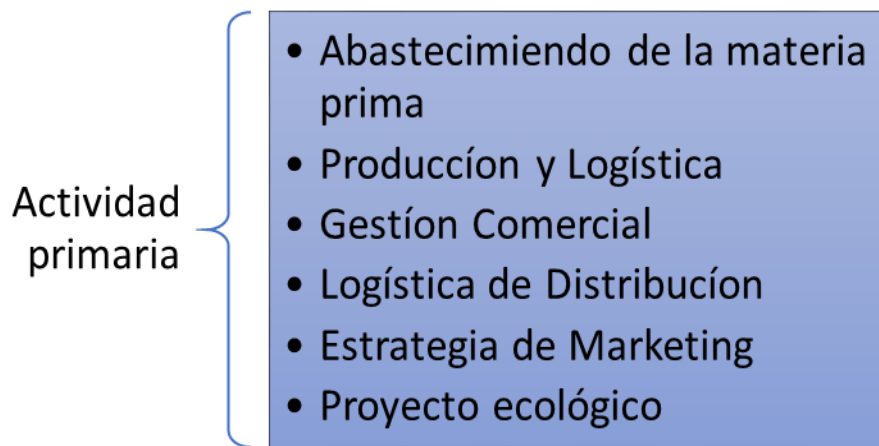 Actividad
primaria
• Abastecimiendo de la materia
prima
• Produccíon y Logística
• Gestíon Comercial
• Logística de Distribucíon
• Estrategia de Marketing
• Proyecto ecológico